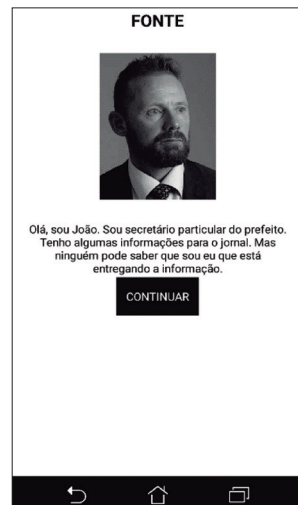 FONTE
Olá, sou João. Sou secretário particular do prefeito.
Tenho algumas informações para o jornal. Mas
ninguém pode saber que sou eu que está
entregando a informação.
CONTINUAR